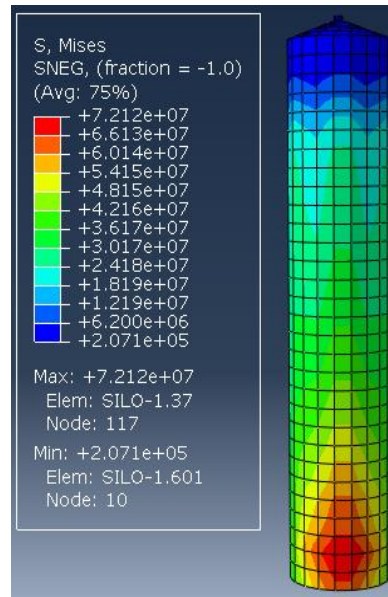 S, Mises
SNEG, (fraction = -1.0)
(Avg: 75%)
+7.212e+07
+6.613e+07
+6.014e+07
+5.415e+07
+4.815e+07
+4.216e+07
+3.617e+07
+3.017e+07
+2.418e+07
+1.819e+07
+1.219e+07
+6.200e+06
+2.071e+05
Max: +7.212e+07
Elem: SILO-1.37
Node: 117
Min: +2.071e+05
Elem: SILO-1.601
Node: 10